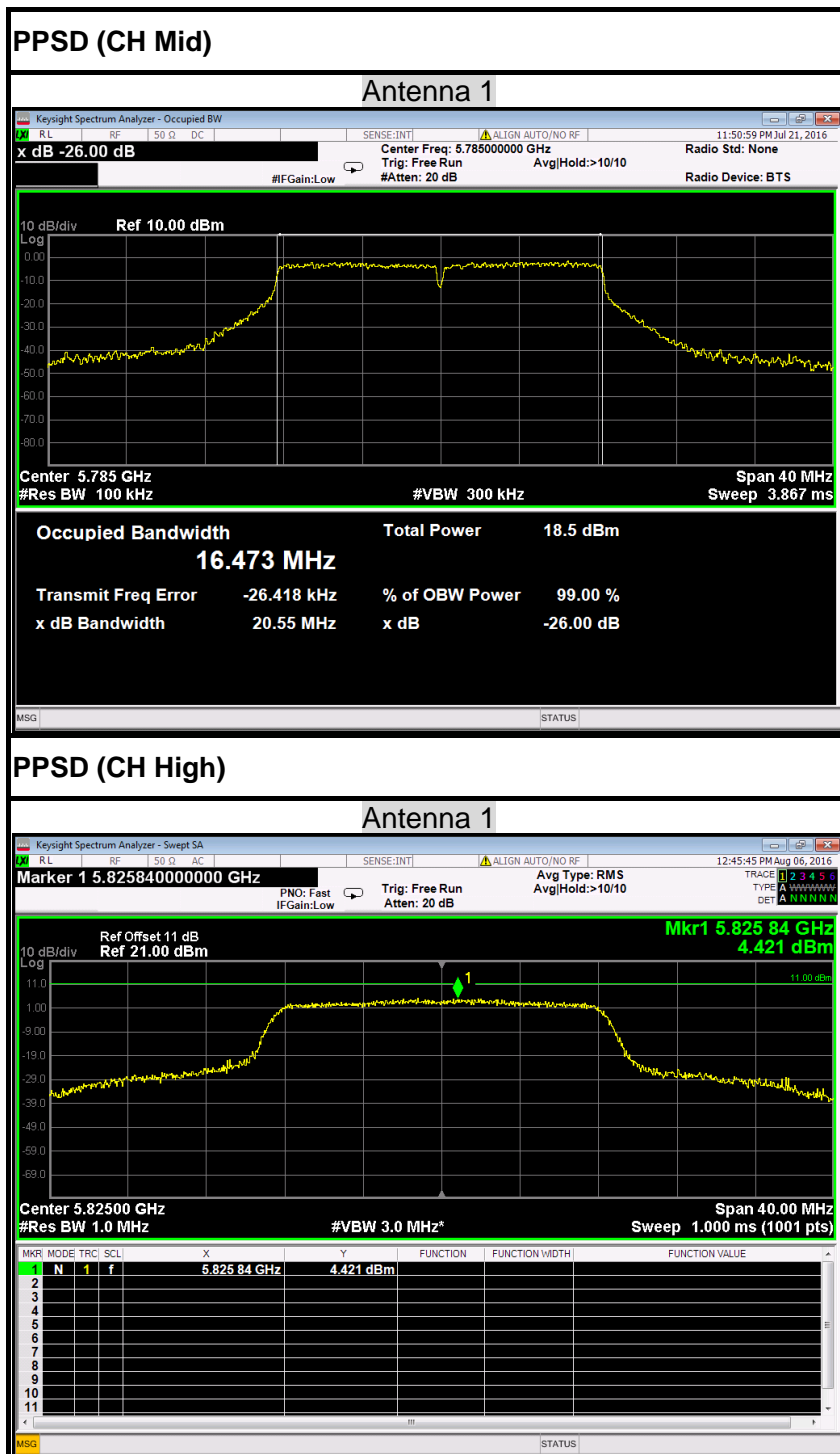 PPSD (CH Mid)
Antenna 1
Keysight Spectrum Analyzer - Occupied BW
LXI RL RF 50 Ω DC SENSE:INT ALIGN AUTO/NO RF 11:50:59 PM Jul 21, 2016
x dB -26.00 dB Center Freq: 5.785000000 GHz Radio Std: None
Trig: Free Run Avg|Hold:>10/10
#IFGain:Low #Atten: 20 dB Radio Device: BTS
10 dB/div Ref 10.00 dBm
Log
0.00
-10.0
-20.0
-30.0
-40.0
-50.0
-60.0
-70.0
-80.0
Center 5.785 GHz Span 40 MHz
#Res BW 100 kHz #VBW 300 kHz Sweep 3.867 ms
Occupied Bandwidth Total Power 18.5 dBm
16.473 MHz
Transmit Freq Error -26.418 kHz % of OBW Power 99.00 %
x dB Bandwidth 20.55 MHz x dB -26.00 dB
MSG STATUS
PPSD (CH High)
Antenna 1
Keysight Spectrum Analyzer - Swept SA
LXI RL RF 50 Ω AC SENSE:INT ALIGN AUTO/NO RF 12:45:45 PM Aug 06, 2016
Marker 1 5.825840000000 GHz Avg Type: RMS TRACE 1 2 3 4 5 6
PNO: Fast Trig: Free Run Avg|Hold:>10/10 TYPE A WWWWW
IFGain:Low Atten: 20 dB DET A N N N N N
Mkr1 5.825 84 GHz
Ref Offset 11 dB
10 dB/div Ref 21.00 dBm 4.421 dBm
Log
1
11.0 11.00 dBm
1.00
-9.00
-19.0
-29.0
-39.0
-49.0
-59.0
-69.0
Center 5.82500 GHz Span 40.00 MHz
#Res BW 1.0 MHz #VBW 3.0 MHz* Sweep 1.000 ms (1001 pts)
MKR MODE TRC SCL X Y FUNCTION FUNCTION WIDTH FUNCTION VALUE
1 N 1 f 5.825 84 GHz 4.421 dBm
2
3
4
5
6
7
8
9
10
11
MSG STATUS